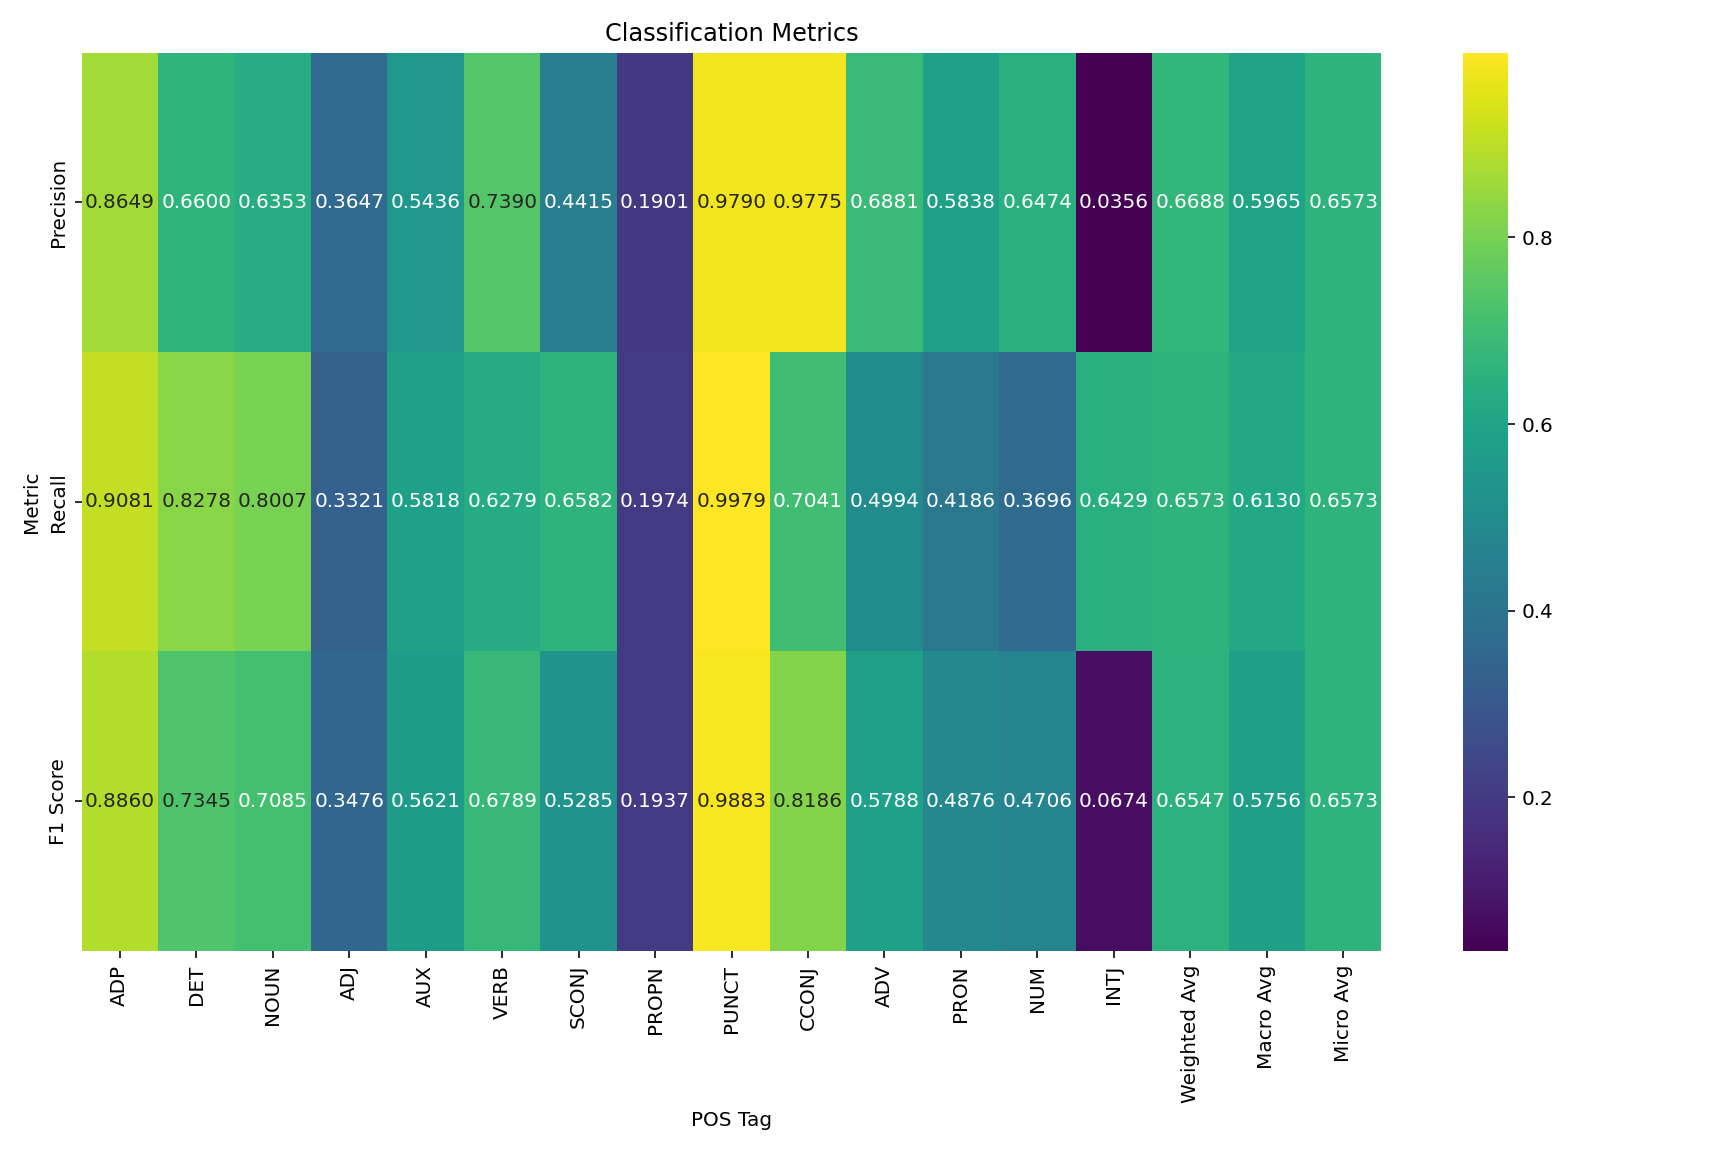 Classification Metrics
Metric
Precision
0.8649 0.6600 0.6353 0.3647 0.5436 0.7390 0.4415 0.1901 0.9790 0.9775 0.6881 0.5838 0.6474 0.0356 0.6688 0.5965 0.6573
Recall
0.9081 0.8278 0.8007 0.3321 0.5818 0.6279 0.6582 0.1974 0.9979 0.7041 0.4994 0.4186 0.3696 0.6429 0.6573 0.6130 0.6573
F1 Score
0.8860 0.7345 0.7085 0.3476 0.5621 0.6789 0.5285 0.1937 0.9883 0.8186 0.5788 0.4876 0.4706 0.0674 0.6547 0.5756 0.6573
ADP
DET
NOUN
ADJ
AUX
VERB
SCONJ
PROPN
PUNCT
CCONJ
ADV
PRON
NUM
INTJ
Weighted Avg
Macro Avg
Micro Avg
POS Tag
0.8
0.6
0.4
0.2